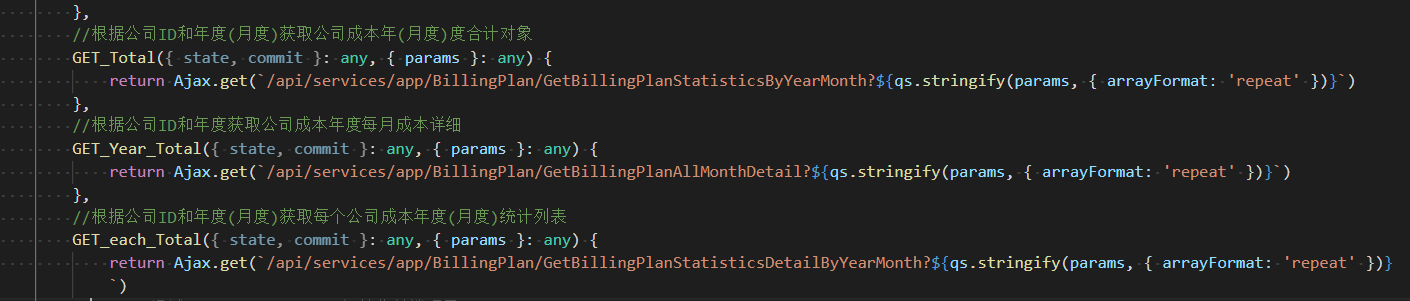 },
//根据公司ID和年度(月度)获取公司成本年(月度)度合计对象
GET_Total({ state, commit }: any, { params }: any) {
return Ajax.get(`/api/services/app/BillingPlan/GetBillingPlanStatisticsByYearMonth?${qs.stringify(params, { arrayFormat: 'repeat' })}`)
},
//根据公司ID和年度获取公司成本年度每月成本详细
GET_Year_Total({ state, commit }: any, { params }: any) {
return Ajax.get(`/api/services/app/BillingPlan/GetBillingPlanAllMonthDetail?${qs.stringify(params, { arrayFormat: 'repeat' })}`)
},
//根据公司ID和年度(月度)获取每个公司成本年度(月度)统计列表
GET_each_Total({ state, commit }: any, { params }: any) {
return Ajax.get(`/api/services/app/BillingPlan/GetBillingPlanStatisticsDetailByYearMonth?${qs.stringify(params, { arrayFormat: 'repeat' })}
`)